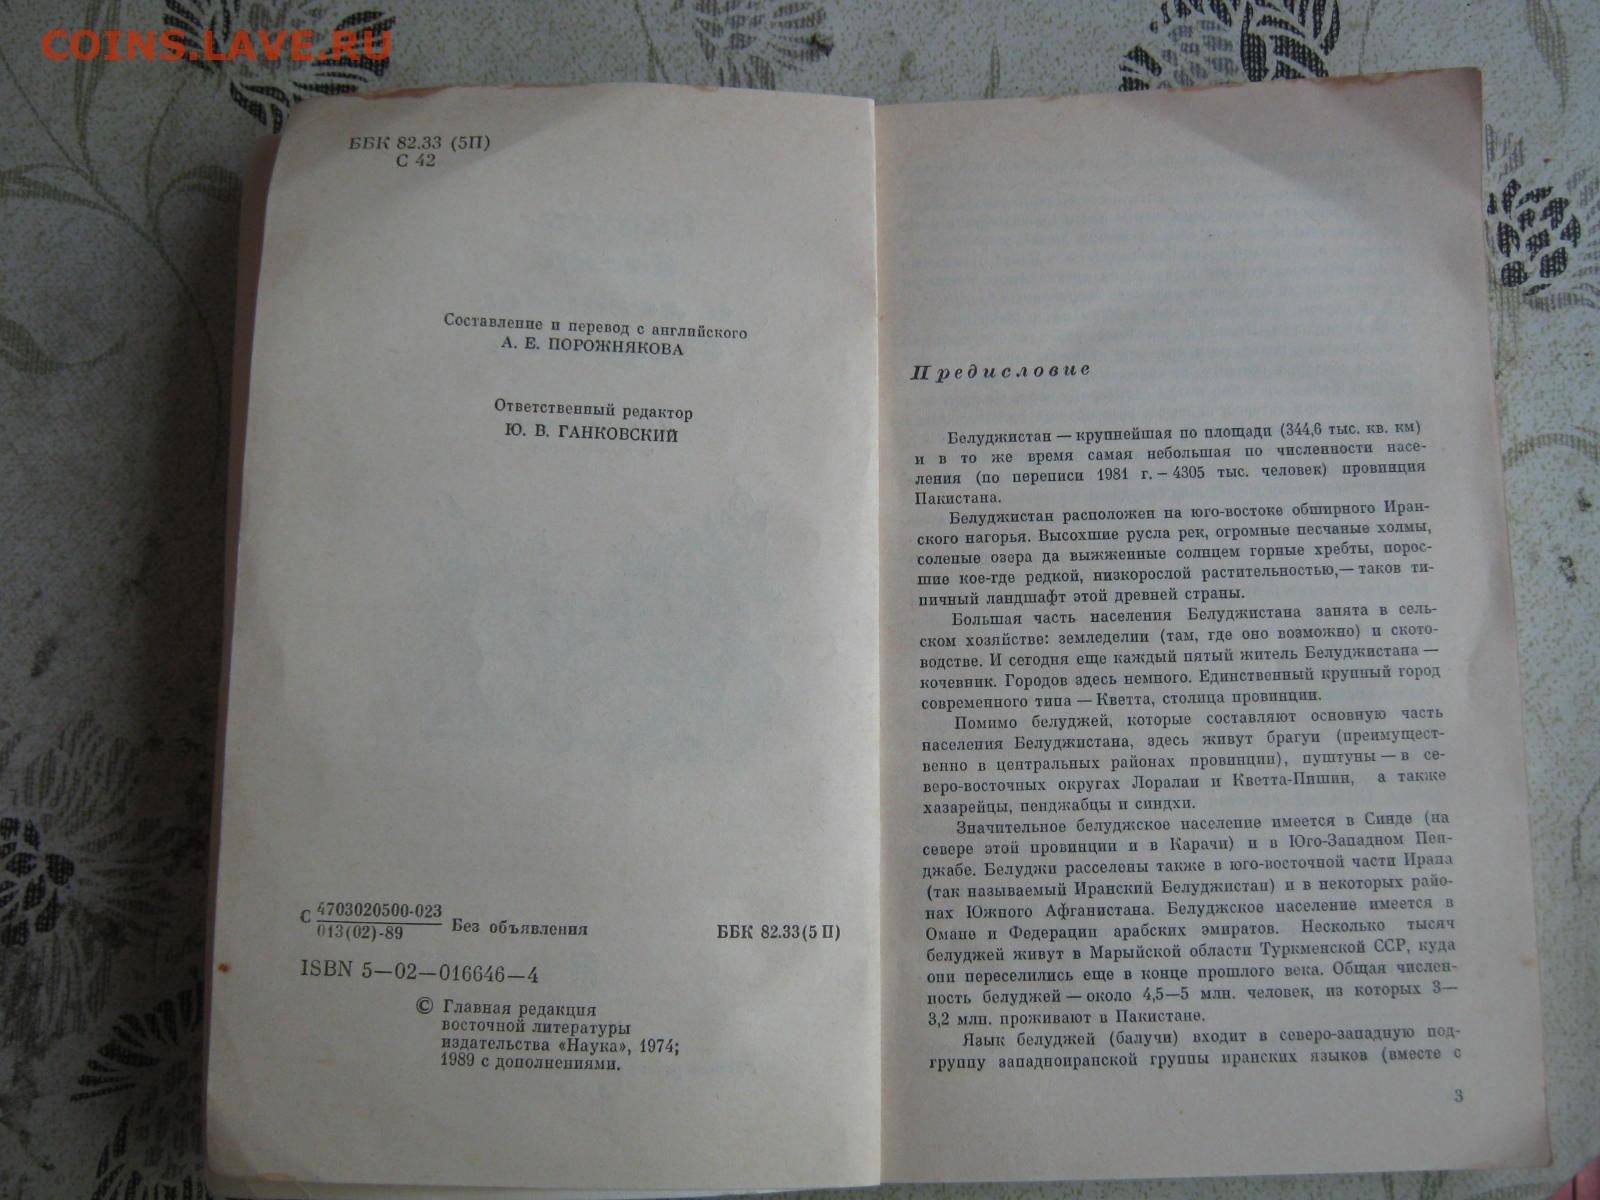 COINS.LAVE.RU
ББК 82.33 (5П)
С 42
Составление и перевод с английского
А. Е. ПОРОЖНЯКОВА
Ответственный редактор
Ю. В. ГАНКОВСКИЙ
С 4703020500-023
013(02)-89
Без объявления
ББК 82.33(5 П)
ISBN 5—02—016646—4
© Главная редакция
восточной литературы
издательства «Наука», 1974;
1989 с дополнениями.
Предисловие
Белуджистан — крупнейшая по площади (344,6 тыс. кв. км)
и в то же время самая небольшая по численности насе-
ления (по переписи 1981 г. – 4305 тыс. человек) провинция
Пакистана.
Белуджистан расположен на юго-востоке обширного Иран-
ского нагорья. Высохшие русла рек, огромные песчаные холмы,
соленые озера да выжженные солнцем горные хребты, порос-
шие кое-где редкой, низкорослой растительностью,— таков ти-
пичный ландшафт этой древней страны.
Большая часть населения Белуджистана занята в сель-
ском хозяйстве: земледелии (там, где оно возможно) и ското-
водстве. И сегодня еще каждый пятый житель Белуджистана —
кочевник. Городов здесь немного. Единственный крупный город
современного типа — Кветта, столица провинции.
Помимо белуджей, которые составляют основную часть
населения Белуджистана, здесь живут брагуи (преимущест-
венно в центральных районах провинции), пуштуны — в се-
веро-восточных округах Лоралаи и Кветта-Пишин, а также
хазарейцы, пенджабцы и синдхи.
Значительное белуджское население имеется в Синде (на
севере этой провинции и в Карачи) и в Юго-Западном Пен-
джабе. Белуджи расселены также в юго-восточной части Ирана
(так называемый Иранский Белуджистан) и в некоторых райо-
нах Южного Афганистана. Белуджское население имеется в
Омане и Федерации арабских эмиратов. Несколько тысяч
белуджей живут в Марыйской области Туркменской ССР, куда
они переселились еще в конце прошлого века. Общая числен-
ность белуджей — около 4,5—5 млн. человек, из которых 3—
3,2 млн. проживают в Пакистане.
Язык белуджей (балучи) входит в северо-западную под-
группу западноиранской группы иранских языков (вместе с
3